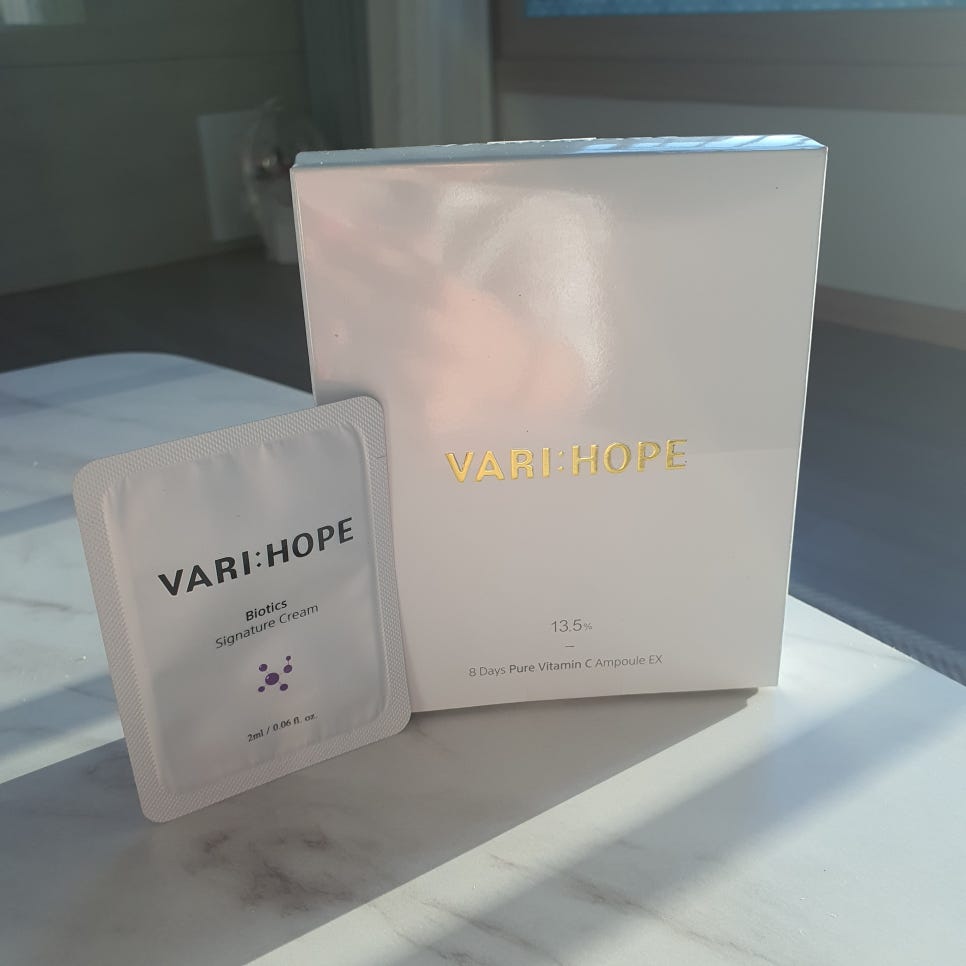 VARI:HOPE
13.5%
8 Days Pure Vitamin C Ampoule EX
VARI:HOPE
Biotics
Signature Cream
2ml / 0.06 fl. oz.